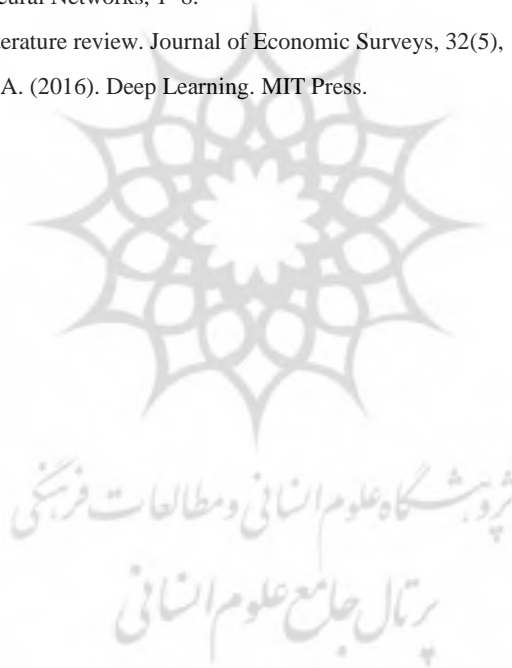 eural Networks, 1–8.
terature review. Journal of Economic Surveys, 32(5),
A. (2016). Deep Learning. MIT Press.
پژوهشگاه علوم انسانی و مطالعات فرهنگی
پرتال جامع علوم انسانی